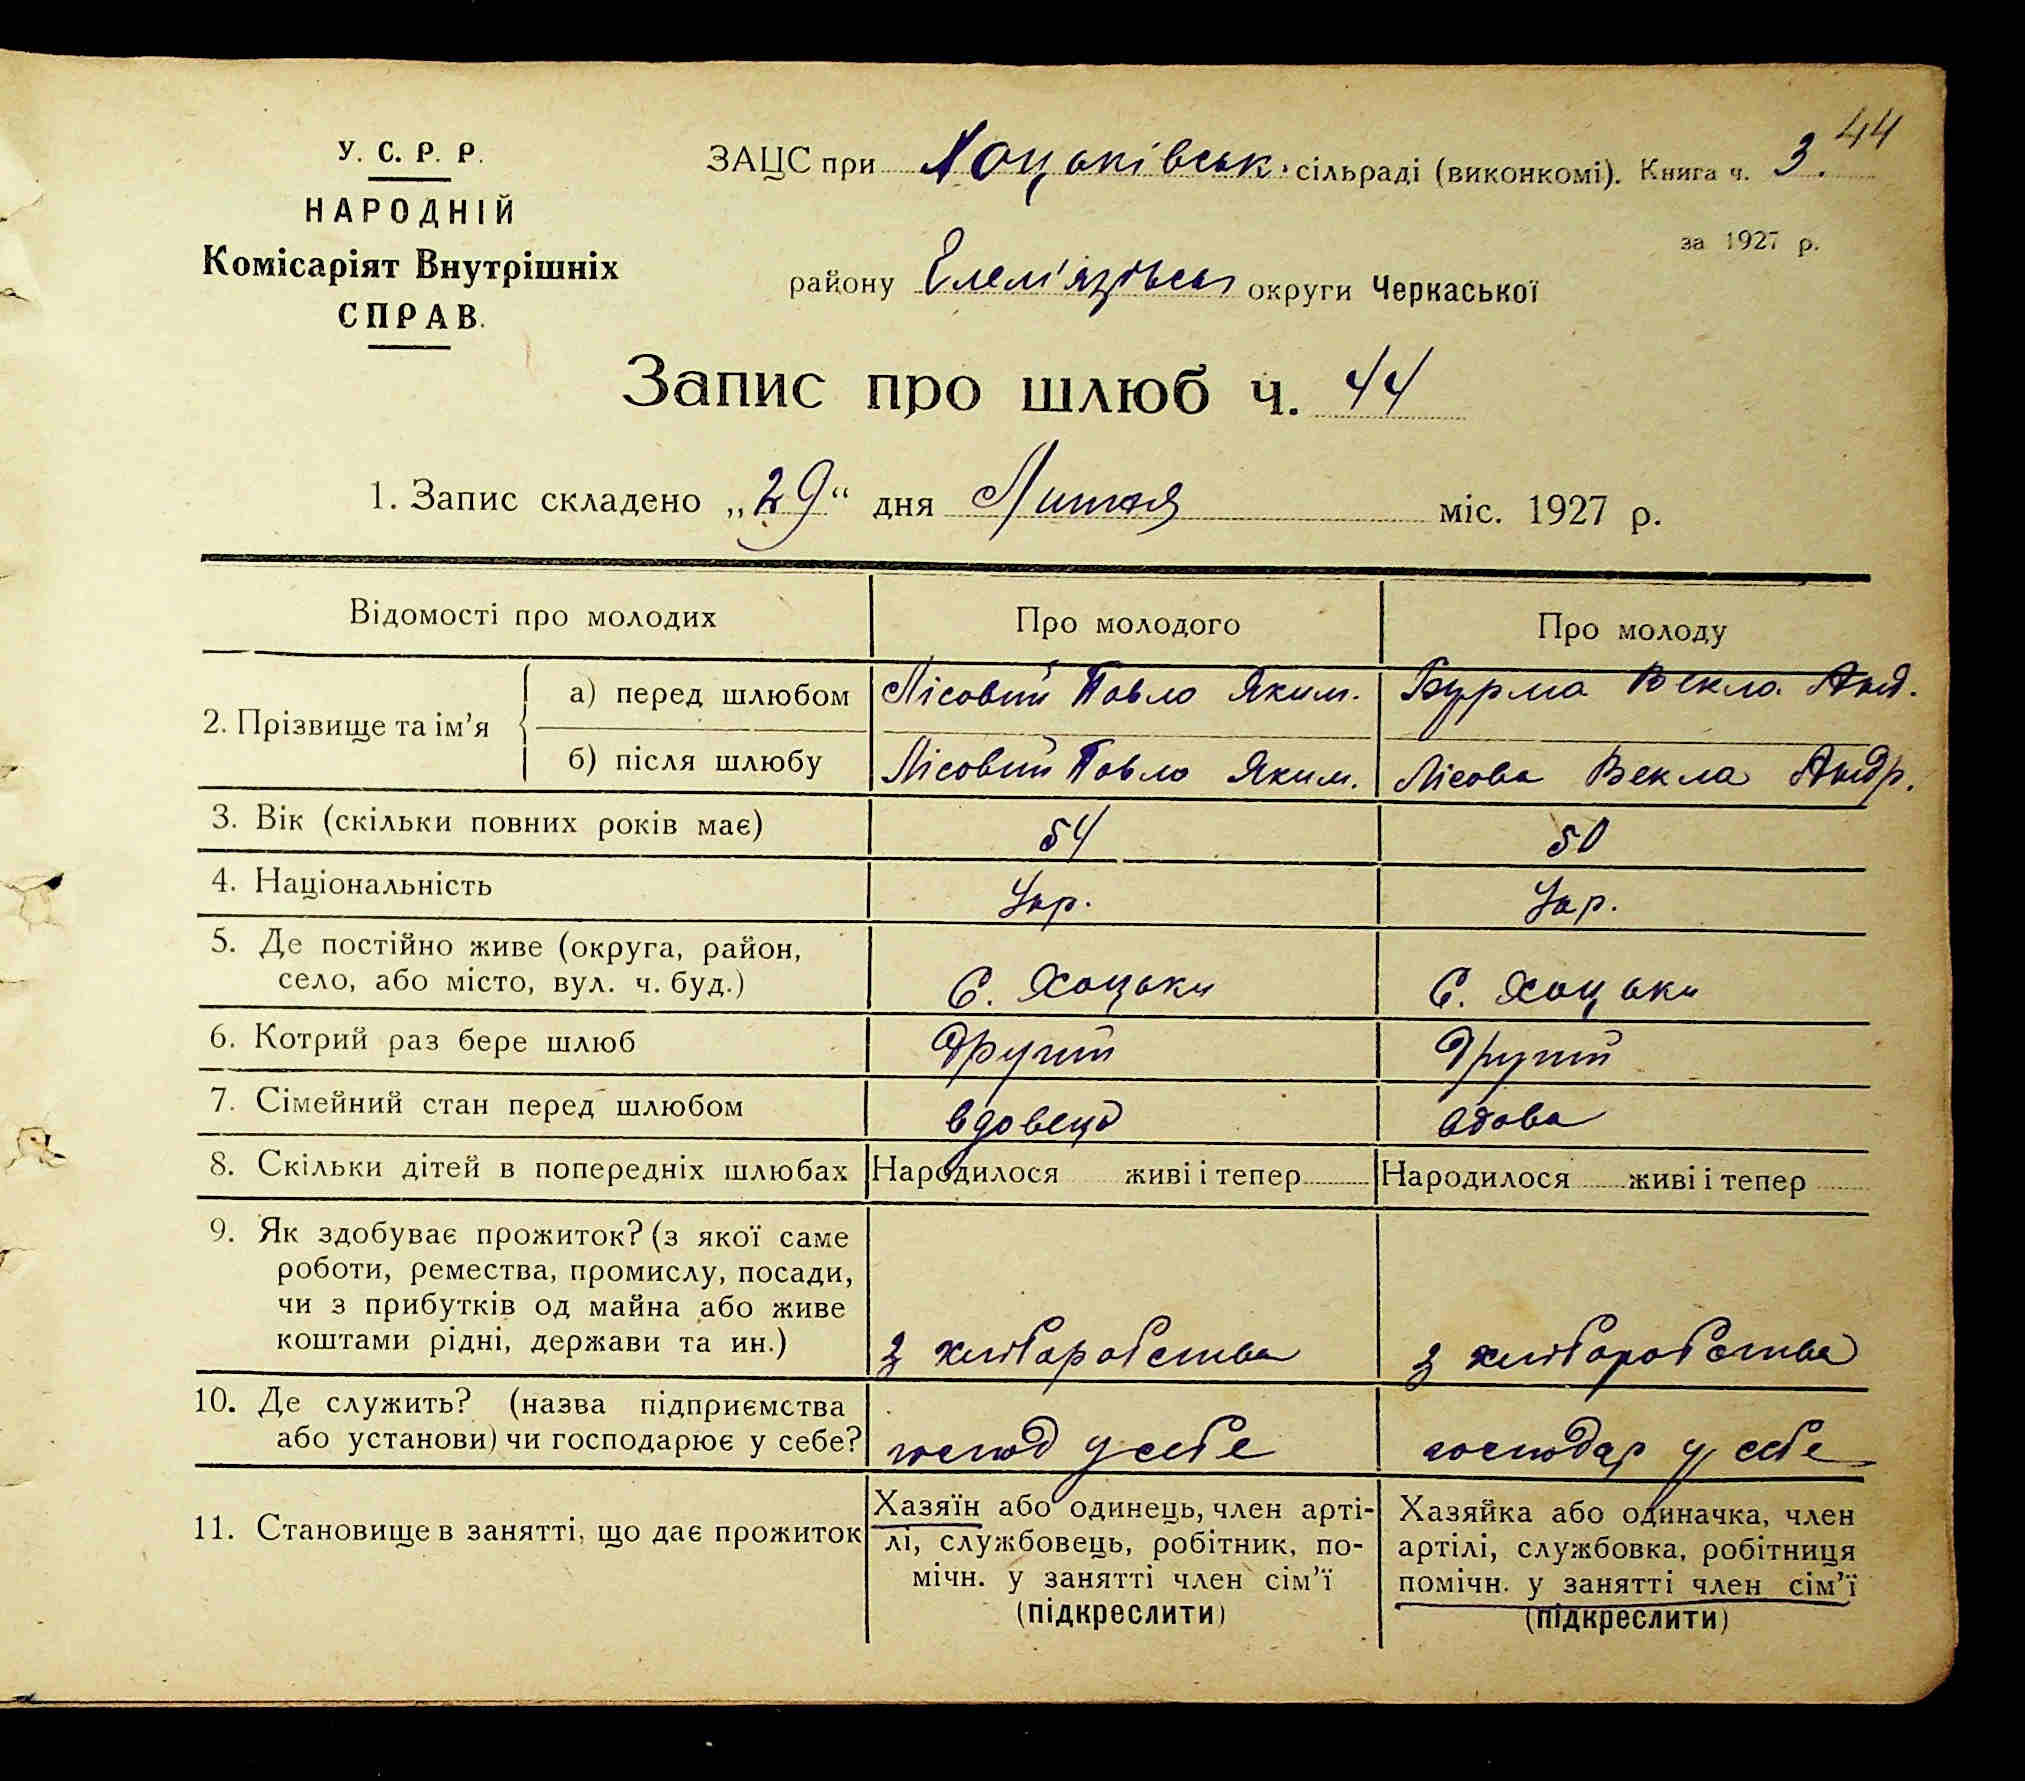 44
У. С. Р. Р.
НАРОДНІЙ
Комісаріят Внутрішніх
СПРАВ.
ЗАЦС при Хоцьківськ. сільраді (виконкомі). Книга ч. 3.
за 1927 р.
району Гельм'язівськ округи Черкаської
Запис про шлюб ч. 44
1. Запис складено „29“ дня Липня міс. 1927 р.
Відомості про молодих Про молодого Про молоду
2. Прізвище та ім’я
а) перед шлюбом Лісовий Павло Яким. Бурма Векла Анд.
б) після шлюбу Лісовий Павло Яким. Лісова Векла Андр.
3. Вік (скільки повних років має) 54 50
4. Національність Укр. Укр.
5. Де постійно живе (округа, район,
село, або місто, вул. ч. буд.) С. Хоцьки С. Хоцьки
6. Котрий раз бере шлюб Другий Другий
7. Сімейний стан перед шлюбом вдовець вдова
8. Скільки дітей в попередніх шлюбах Народилося живі і тепер Народилося живі і тепер
9. Як здобуває прожиток? (з якої саме
роботи, ремества, промислу, посади,
чи з прибутків од майна або живе
коштами рідні, держави та ин.) З хліборобства З хліборобства
10. Де служить? (назва підприємства
або установи) чи господарює у себе? господ у себе господар у себе
11. Становище в занятті, що дає прожиток
Хазяїн або одинець, член арті-
лі, службовець, робітник, по-
мічн. у занятті член сім’ї
(підкреслити)
Хазяйка або одиначка, член
артілі, службовка, робітниця
помічн. у занятті член сім’ї
(підкреслити)